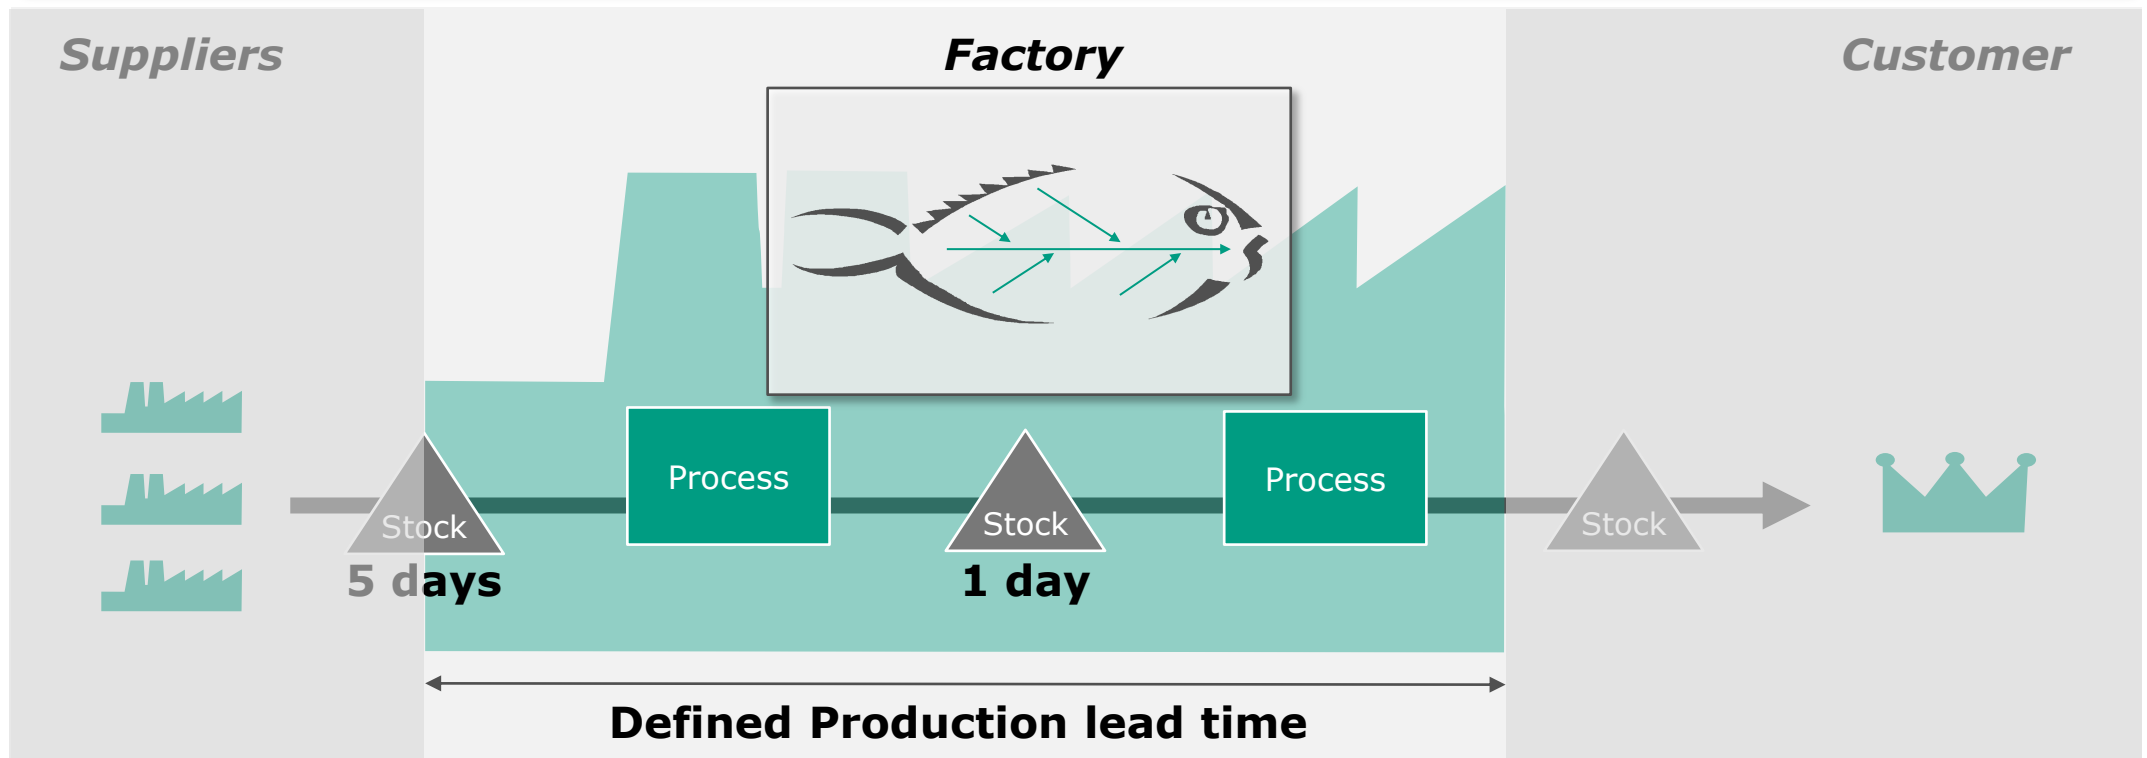 Suppliers
Factory
Customer
Process
Process
Stock
Stock
Stock
5 days
1 day
Defined Production lead time